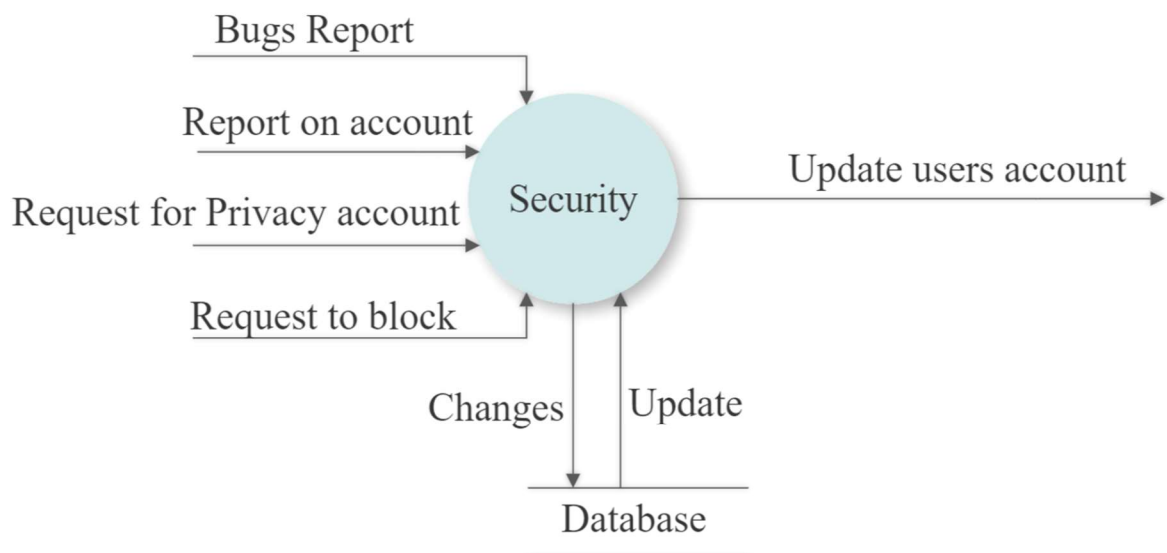 Bugs Report
Report on account
Update users account
Security
Request for Privacy account
Request to block
Changes
Update
Database